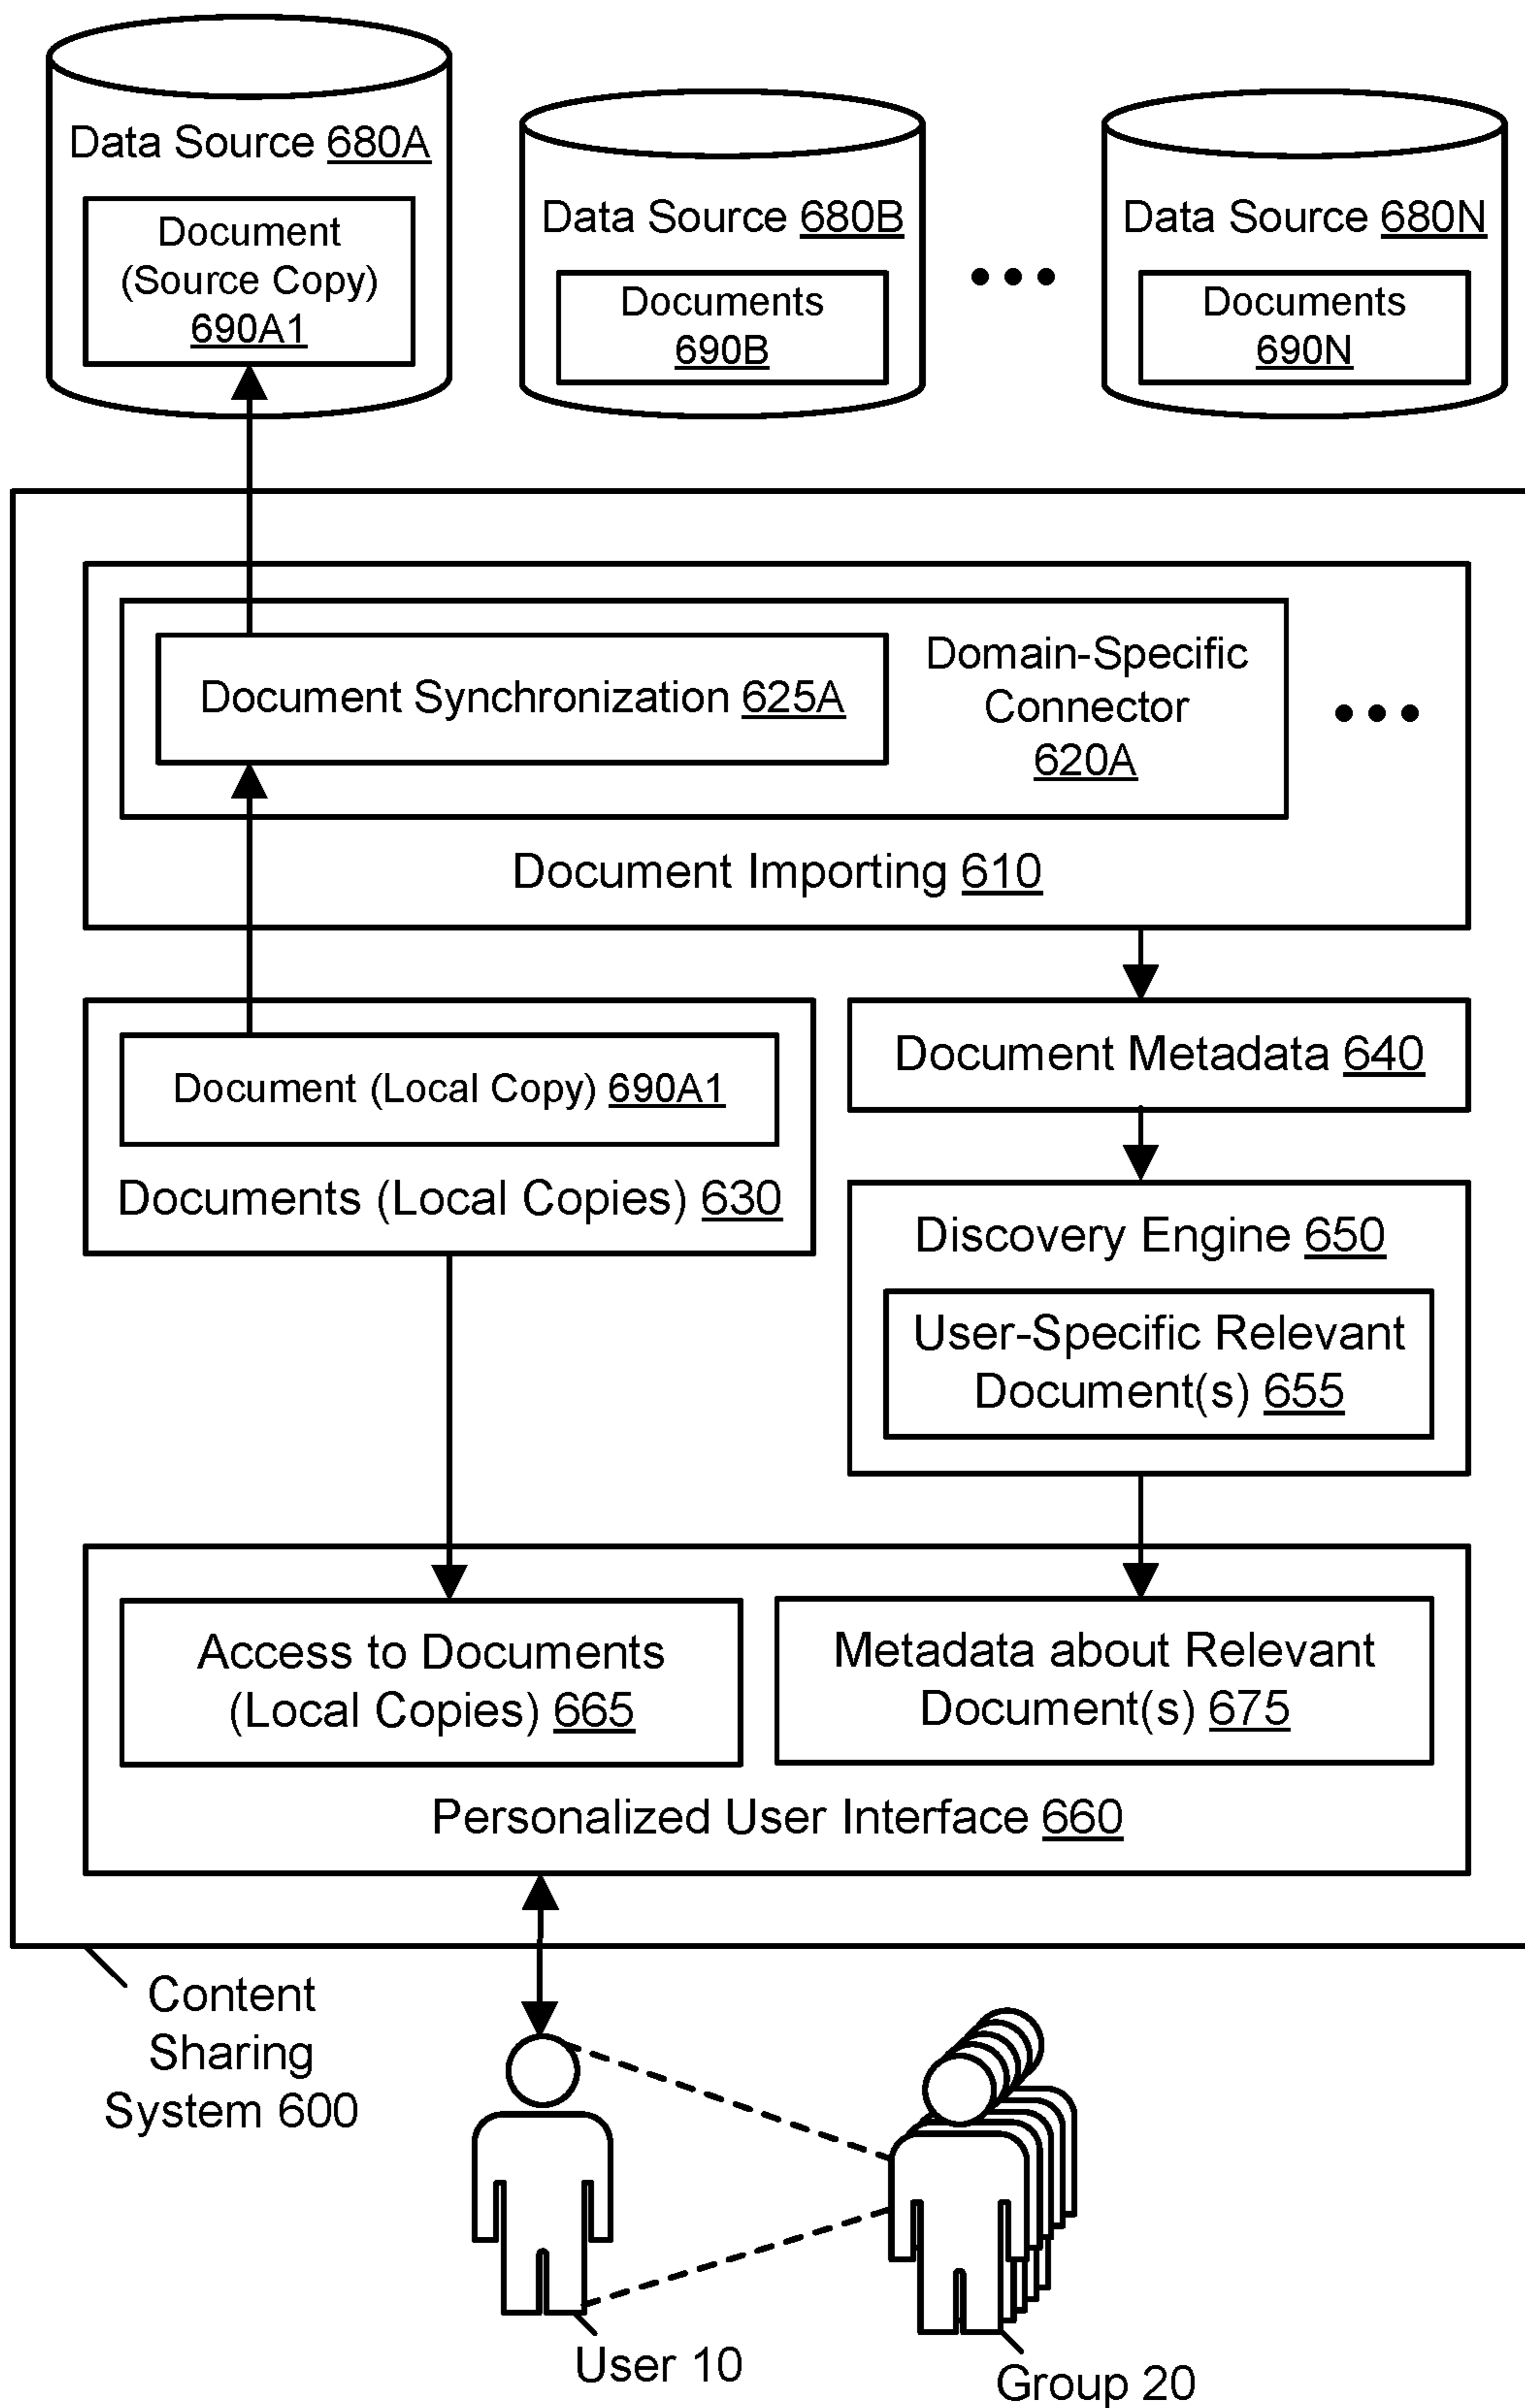 Data Source 680A
Document
(Source Copy)
690A1
Data Source 680B
Documents
690B
Data Source 680N
Documents
690N
Document Synchronization 625A
Domain-Specific
Connector
620A
Document Importing 610
Document (Local Copy) 690A1
Documents (Local Copies) 630
Document Metadata 640
Discovery Engine 650
User-Specific Relevant
Document(s) 655
Access to Documents
(Local Copies) 665
Metadata about Relevant
Document(s) 675
Personalized User Interface 660
Content
Sharing
System 600
User 10
Group 20